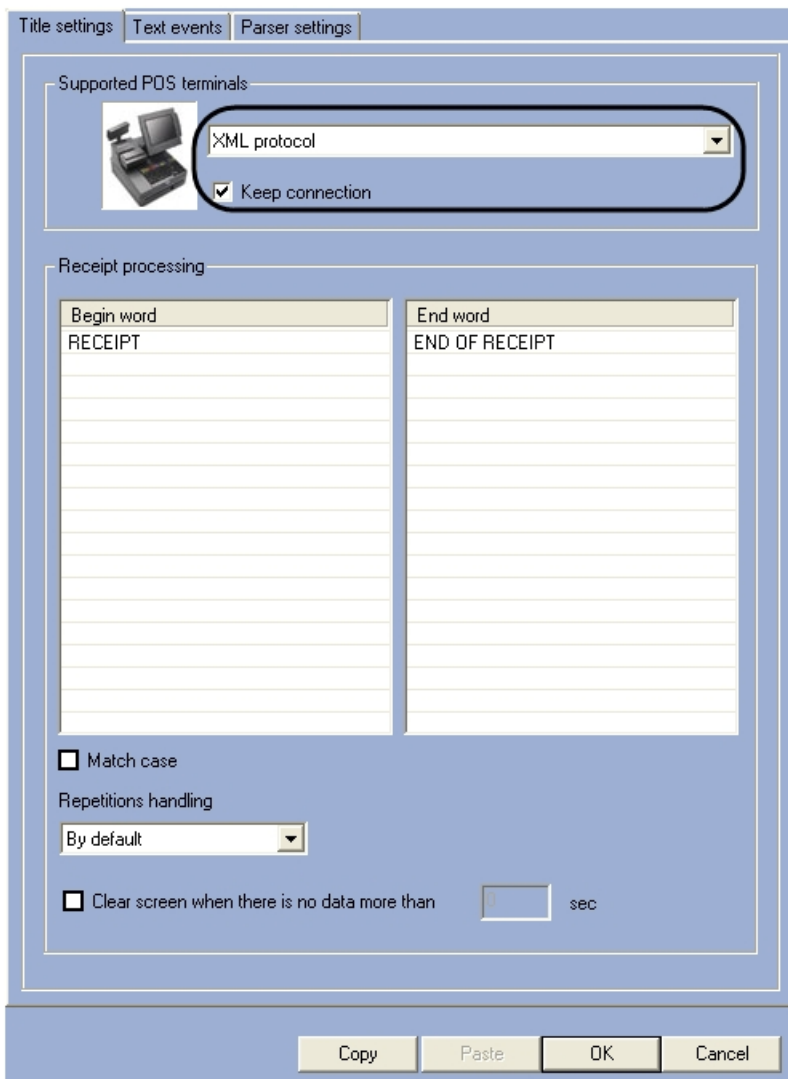 Title settings Text events Parser settings
Supported POS terminals
XML protocol
Keep connection
Receipt processing
Begin word End word
RECEIPT END OF RECEIPT
Match case
Repetitions handling
By default
Clear screen when there is no data more than 0 sec
Copy Paste OK Cancel